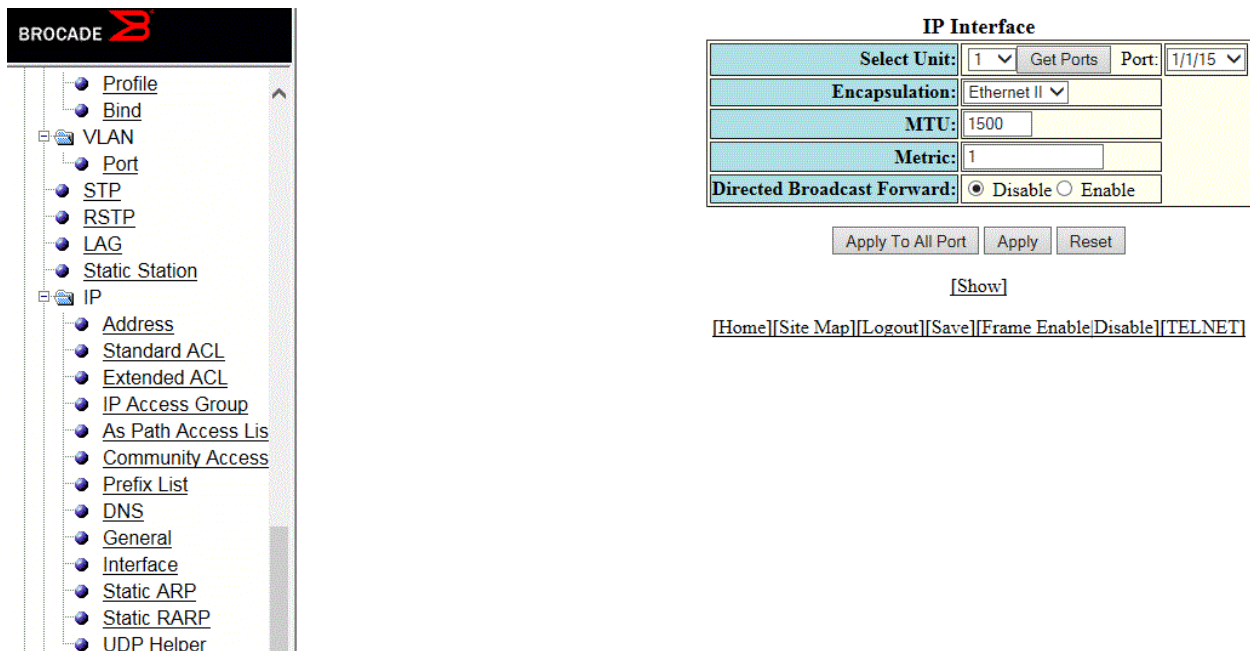 BROCADE
Profile
Bind
VLAN
Port
STP
RSTP
LAG
Static Station
IP
Address
Standard ACL
Extended ACL
IP Access Group
As Path Access Lis
Community Access
Prefix List
DNS
General
Interface
Static ARP
Static RARP
UDP Helper
IP Interface
Select Unit: 1 Get Ports Port: 1/1/15
Encapsulation: Ethernet II
MTU: 1500
Metric: 1
Directed Broadcast Forward: Disable Enable
Apply To All Port Apply Reset
[Show]
[Home][Site Map][Logout][Save][Frame Enable|Disable][TELNET]